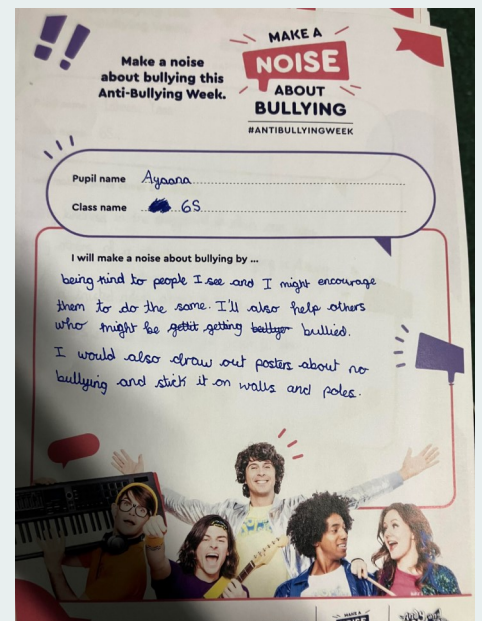 Make a noise
about bullying this
Anti-Bullying Week.
MAKE A
NOISE
ABOUT
BULLYING
#ANTIBULLYINGWEEK
Pupil name Ayaana
Class name 6S
I will make a noise about bullying by ...
being kind to people I see and I might encourage
them to do the same. I'll also help others
who might be gettit getting bullied.
I would also draw out posters about no
bullying and stick it on walls and poles.
MAKE A
NOISE